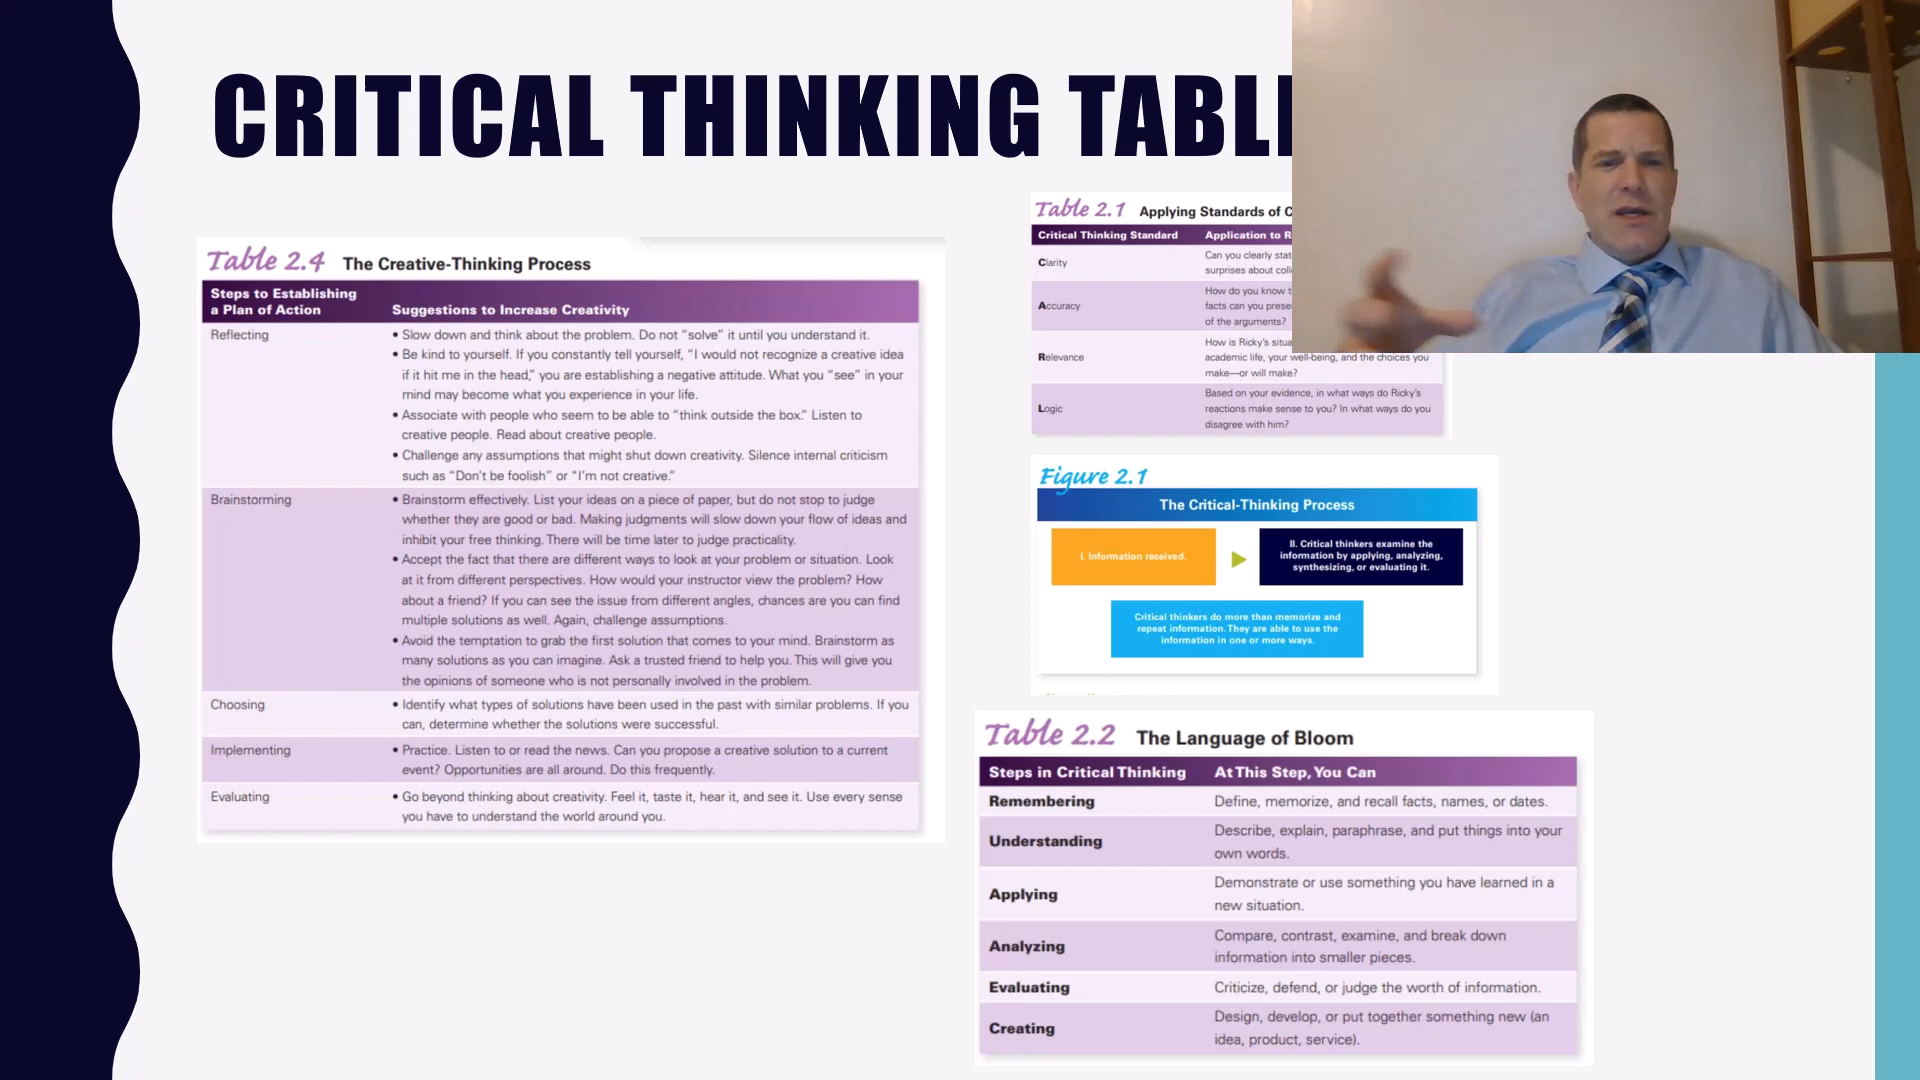 CRITICAL THINKING
Table 2.4 The Creative-Thinking Process
Steps to Establishing
a Plan of Action Suggestions to Increase Creativity
Reflecting • Slow down and think about the problem. Do not “solve” it until you understand it.
• Be kind to yourself. If you constantly tell yourself, “I would not recognize a creative idea
if it hit me in the head,” you are establishing a negative attitude. What you “see” in your
mind may become what you experience in your life.
• Associate with people who seem to be able to “think outside the box.” Listen to
creative people. Read about creative people.
• Challenge any assumptions that might shut down creativity. Silence internal criticism
such as “Don’t be foolish” or “I’m not creative.”
Brainstorming • Brainstorm effectively. List your ideas on a piece of paper, but do not stop to judge
whether they are good or bad. Making judgments will slow down your flow of ideas and
inhibit your free thinking. There will be time later to judge practicality.
• Accept the fact that there are different ways to look at your problem or situation. Look
at it from different perspectives. How would your instructor view the problem? How
about a friend? If you can see the issue from different angles, chances are you can find
multiple solutions as well. Again, challenge assumptions.
• Avoid the temptation to grab the first solution that comes to your mind. Brainstorm as
many solutions as you can imagine. Ask a trusted friend to help you. This will give you
the opinions of someone who is not personally involved in the problem.
Choosing • Identify what types of solutions have been used in the past with similar problems. If you
can, determine whether the solutions were successful.
Implementing • Practice. Listen to or read the news. Can you propose a creative solution to a current
event? Opportunities are all around. Do this frequently.
Evaluating • Go beyond thinking about creativity. Feel it, taste it, hear it, and see it. Use every sense
you have to understand the world around you.
Table 2.1 Applying Standards of
Critical Thinking Standard Application to
Clarity Can you clearly
surprises about
Accuracy How do you know
facts can you
of the arguments?
Relevance How is Ricky’s
academic life, your well-being, and the choices you
make—or will make?
Logic Based on your evidence, in what ways do Ricky’s
reactions make sense to you? In what ways do you
disagree with him?
Figure 2.1
The Critical-Thinking Process
I. Information received.
II. Critical thinkers examine the
information by applying, analyzing,
synthesizing, or evaluating it.
Critical thinkers do more than memorize and
repeat information. They are able to use the
information in one or more ways.
Table 2.2 The Language of Bloom
Steps in Critical Thinking At This Step, You Can
Remembering Define, memorize, and recall facts, names, or dates.
Understanding Describe, explain, paraphrase, and put things into your
own words.
Applying Demonstrate or use something you have learned in a
new situation.
Analyzing Compare, contrast, examine, and break down
information into smaller pieces.
Evaluating Criticize, defend, or judge the worth of information.
Creating Design, develop, or put together something new (an
idea, product, service).